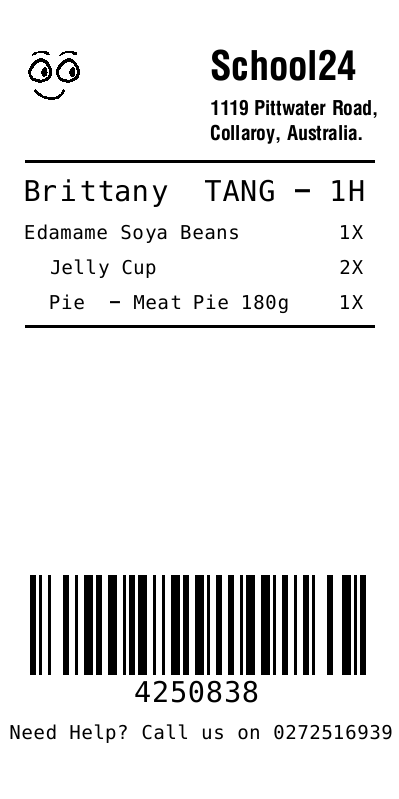 School24
1119 Pittwater Road,
Collaroy, Australia.
Brittany TANG - 1H
Edamame Soya Beans 1X
Jelly Cup 2X
Pie - Meat Pie 180g 1X
4250838
Need Help? Call us on 0272516939